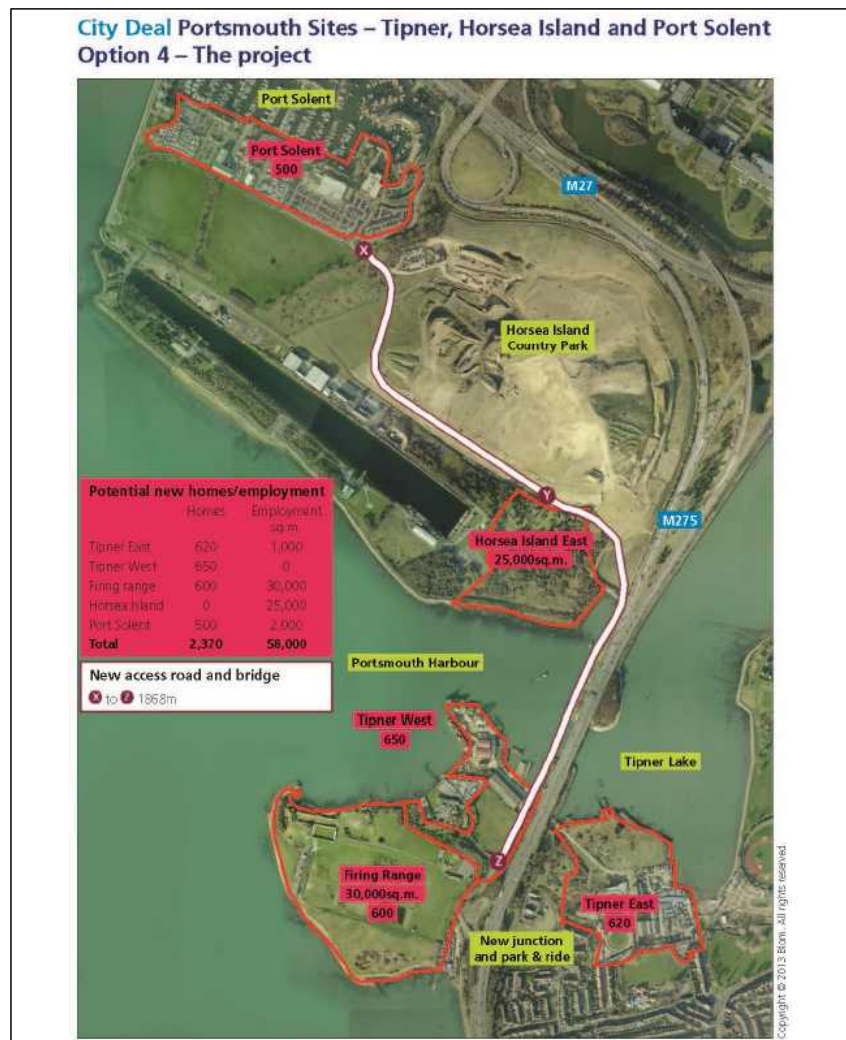 City Deal Portsmouth Sites – Tipner, Horsea Island and Port Solent
Option 4 – The project
Port Solent
Port Solent
500
M27
X
Horsea Island
Country Park
Y
M275
Horsea Island East
25,000sq.m.
Potential new homes/employment
Homes Employment
sq.m
Tipner East 620 1,000
Tipner West 650 0
Firing range 600 30,000
Horsea Island 0 25,000
Port Solent 500 2,000
Total 2,370 58,000
New access road and bridge
X to Z 1868m
Portsmouth Harbour
Tipner West
650
Tipner Lake
Z
Firing Range
30,000sq.m.
600
Tipner East
620
New junction
and park & ride
Copyright © 2013 Blom. All rights reserved.